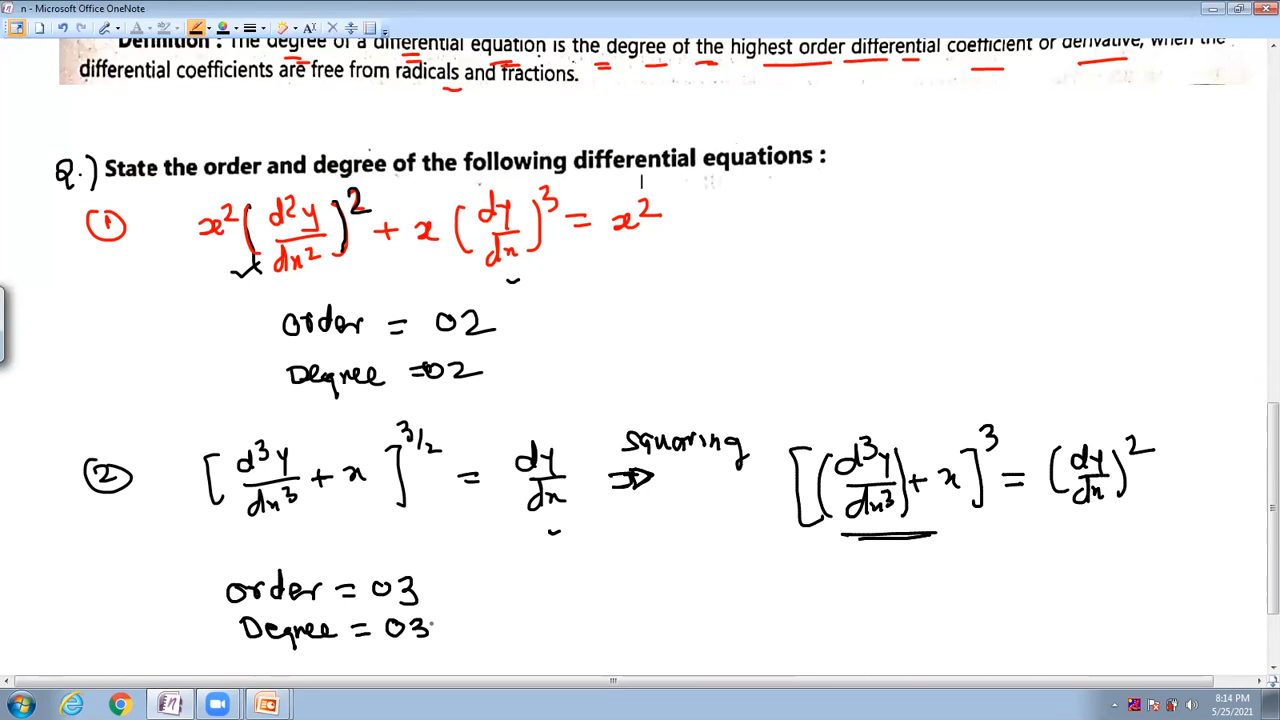 n - Microsoft Office OneNote
Definition : The degree of a differential equation is the degree of the highest order differential coefficient or derivative, when the
differential coefficients are free from radicals and fractions.
Q.) State the order and degree of the following differential equations :
① x² (d²y/dx²)² + x (dy/dx)³ = x²
order = 02
Degree = 02
② [d³y/dx³ + x]^3/2 = dy/dx ⇒ squaring [(d³y/dx³) + x]³ = (dy/dx)²
order = 03
Degree = 03
8:14 PM
5/25/2021